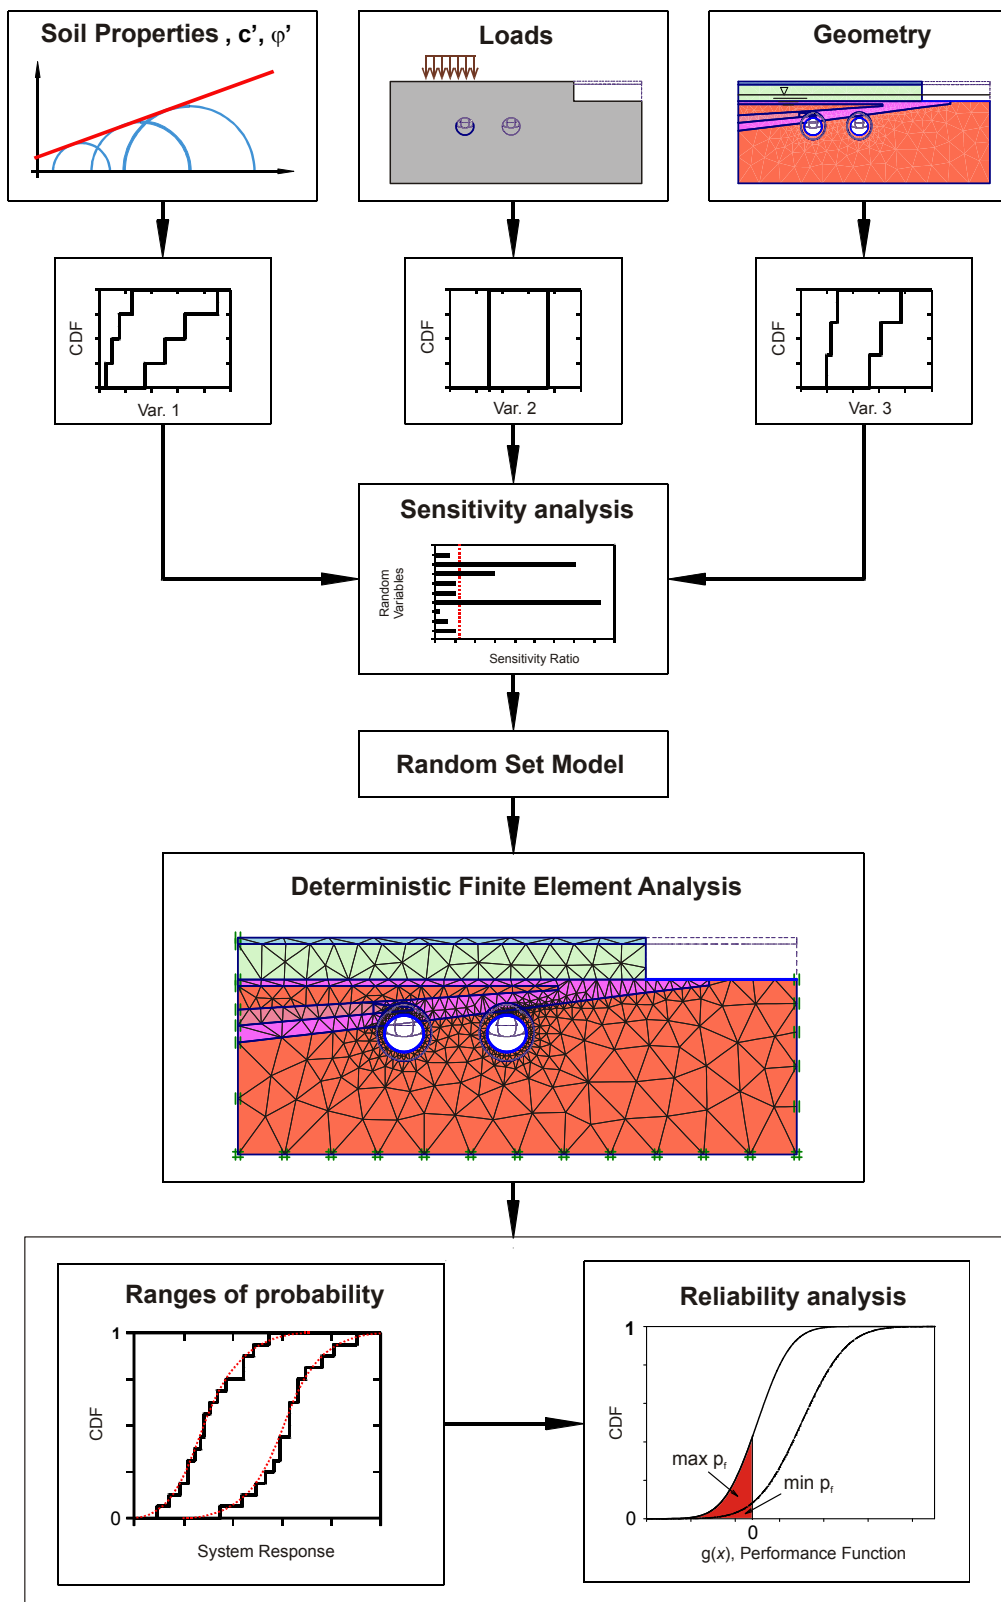 Soil Properties , c', φ'
Loads
Geometry
CDF
Var. 1
CDF
Var. 2
CDF
Var. 3
Sensitivity analysis
Random
Variables
Sensitivity Ratio
Random Set Model
Deterministic Finite Element Analysis
Ranges of probability
1
CDF
0
System Response
Reliability analysis
1
CDF
max pf
min pf
0
0
g(x), Performance Function